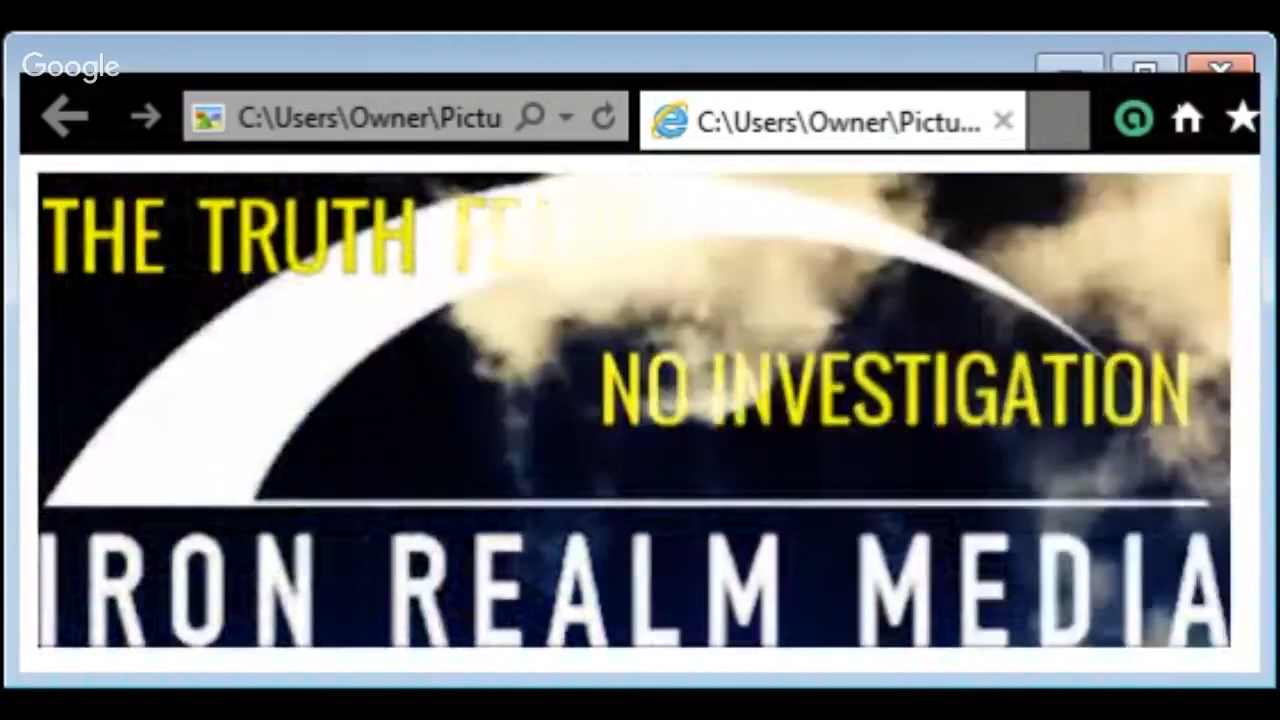 Google
C:\Users\Owner\Pictu
C:\Users\Owner\Pictu...
THE TRUTH
NO INVESTIGATION
IRON REALM MEDIA